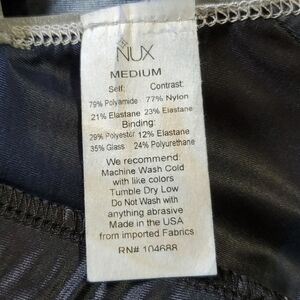 NUX
MEDIUM
Self: Contrast:
79% Polyamide 77% Nylon
21% Elastane 23% Elastane
Binding:
29% Polyester 12% Elastane
35% Glass 24% Polyurethane
We recommend:
Machine Wash Cold
with like colors
Tumble Dry Low
Do Not Wash with
anything abrasive
Made in the USA
from imported Fabrics
RN# 104688